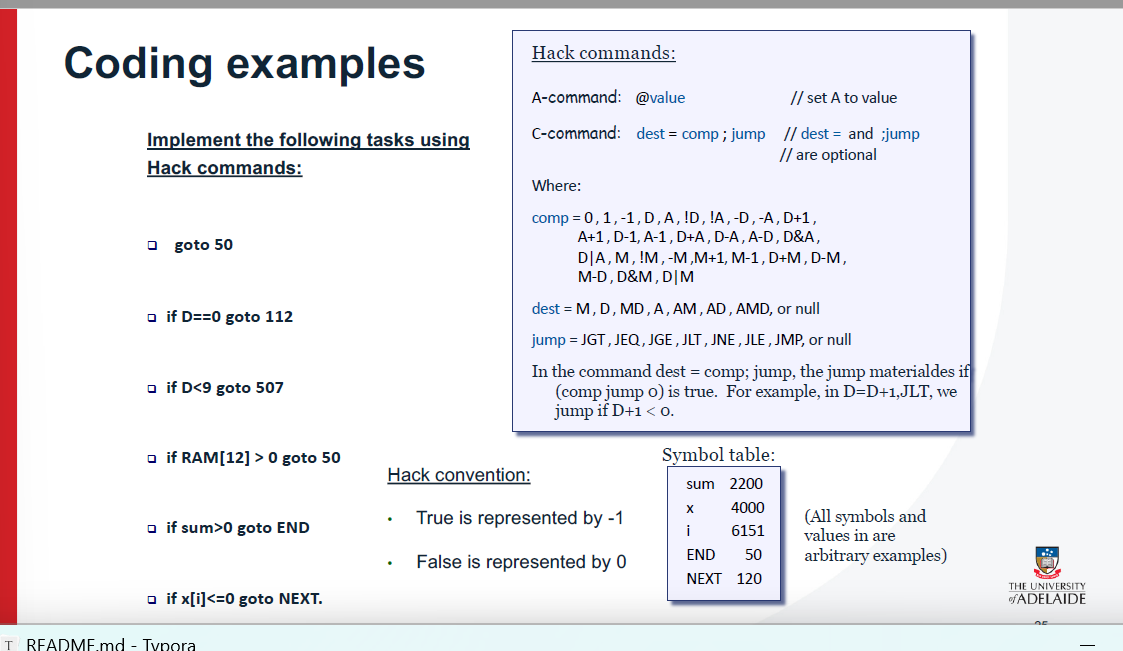 Coding examples
Implement the following tasks using
Hack commands:
goto 50
if D==0 goto 112
if D<9 goto 507
if RAM[12] > 0 goto 50
if sum>0 goto END
if x[i]<=0 goto NEXT.
Hack commands:
A-command: @value // set A to value
C-command: dest = comp ; jump // dest = and ;jump
// are optional
Where:
comp = 0 , 1 , -1 , D , A , !D , !A , -D , -A , D+1 ,
A+1 , D-1, A-1 , D+A , D-A , A-D , D&A ,
D|A , M , !M , -M ,M+1, M-1 , D+M , D-M ,
M-D , D&M , D|M
dest = M , D , MD , A , AM , AD , AMD, or null
jump = JGT , JEQ , JGE , JLT , JNE , JLE , JMP, or null
In the command dest = comp; jump, the jump materialdes if
(comp jump 0) is true. For example, in D=D+1,JLT, we
jump if D+1 < 0.
Hack convention:
• True is represented by -1
• False is represented by 0
Symbol table:
sum 2200
x 4000
i 6151
END 50
NEXT 120
(All symbols and
values in are
arbitrary examples)
THE UNIVERSITY
of ADELAIDE
T README.md - Typora